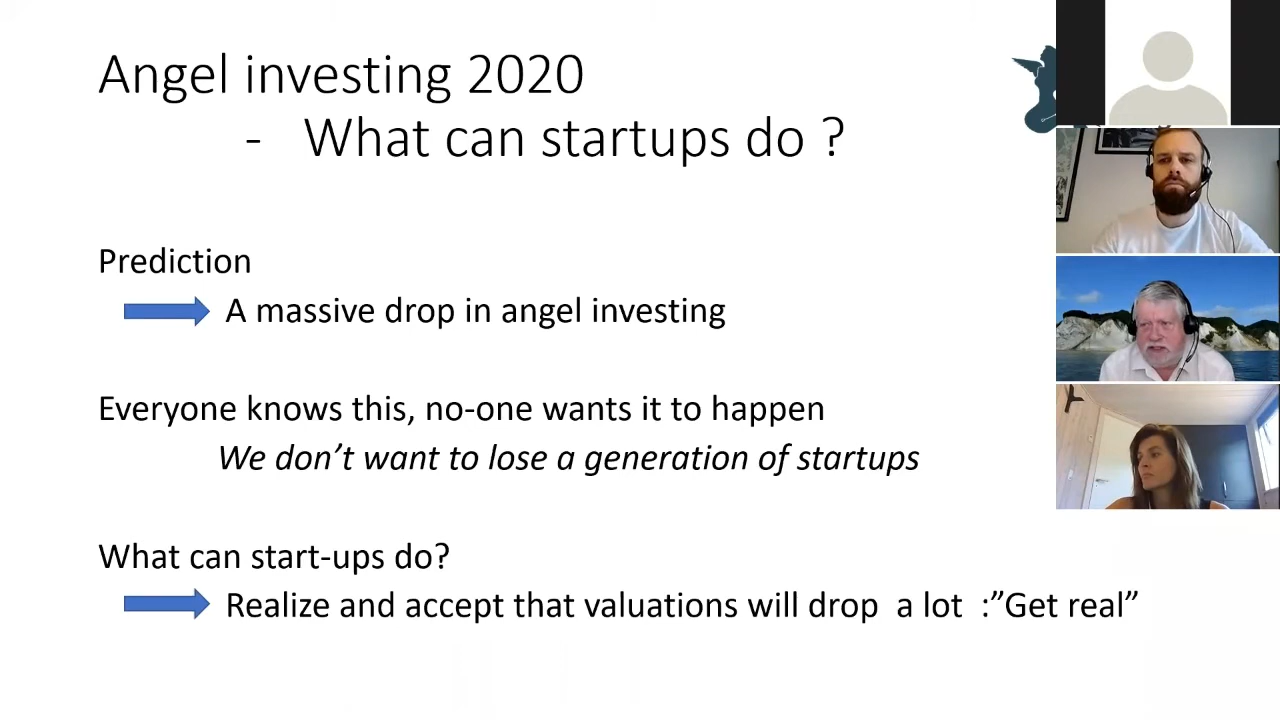 Angel investing 2020
- What can startups do ?
Prediction
A massive drop in angel investing
Everyone knows this, no-one wants it to happen
We don’t want to lose a generation of startups
What can start-ups do?
Realize and accept that valuations will drop a lot :”Get real”